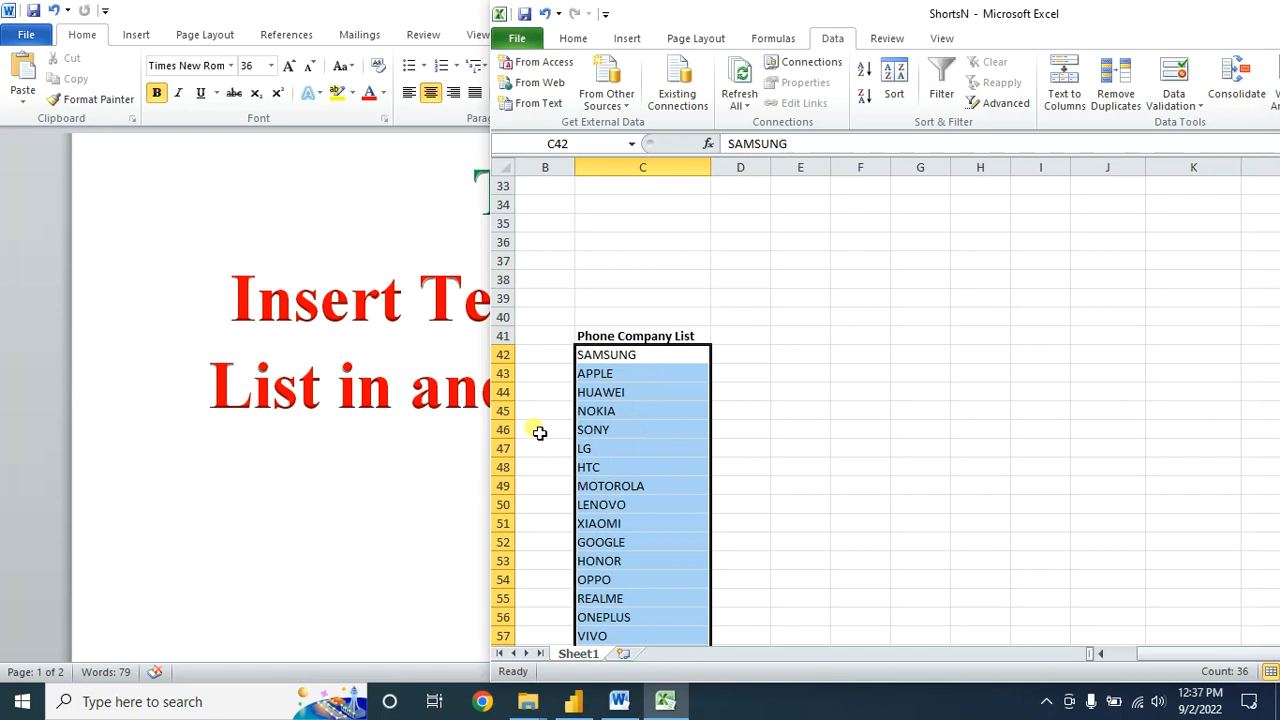 ShortsN - Microsoft Excel
File Home Insert Page Layout References Mailings Review
File Home Insert Page Layout Formulas Data Review View
Cut
Copy
Format Painter
Paste
Clipboard
Times New Rom 36
Font
From Access
From Web
From Text
From Other Sources
Existing Connections
Get External Data
Refresh All
Connections
Properties
Edit Links
Connections
Sort
Filter
Clear
Reapply
Advanced
Sort & Filter
Text to Columns
Remove Duplicates
Data Validation
Consolidate
Data Tools
C42 fx SAMSUNG
B C D E F G H I J K
33
34
35
36
37
38
39
40
41 Phone Company List
42 SAMSUNG
43 APPLE
44 HUAWEI
45 NOKIA
46 SONY
47 LG
48 HTC
49 MOTOROLA
50 LENOVO
51 XIAOMI
52 GOOGLE
53 HONOR
54 OPPO
55 REALME
56 ONEPLUS
57 VIVO
Insert Te
List in and
Sheet1
Page: 1 of 2 Words: 79
Ready Count: 36
Type here to search
12:37 PM
9/2/2022